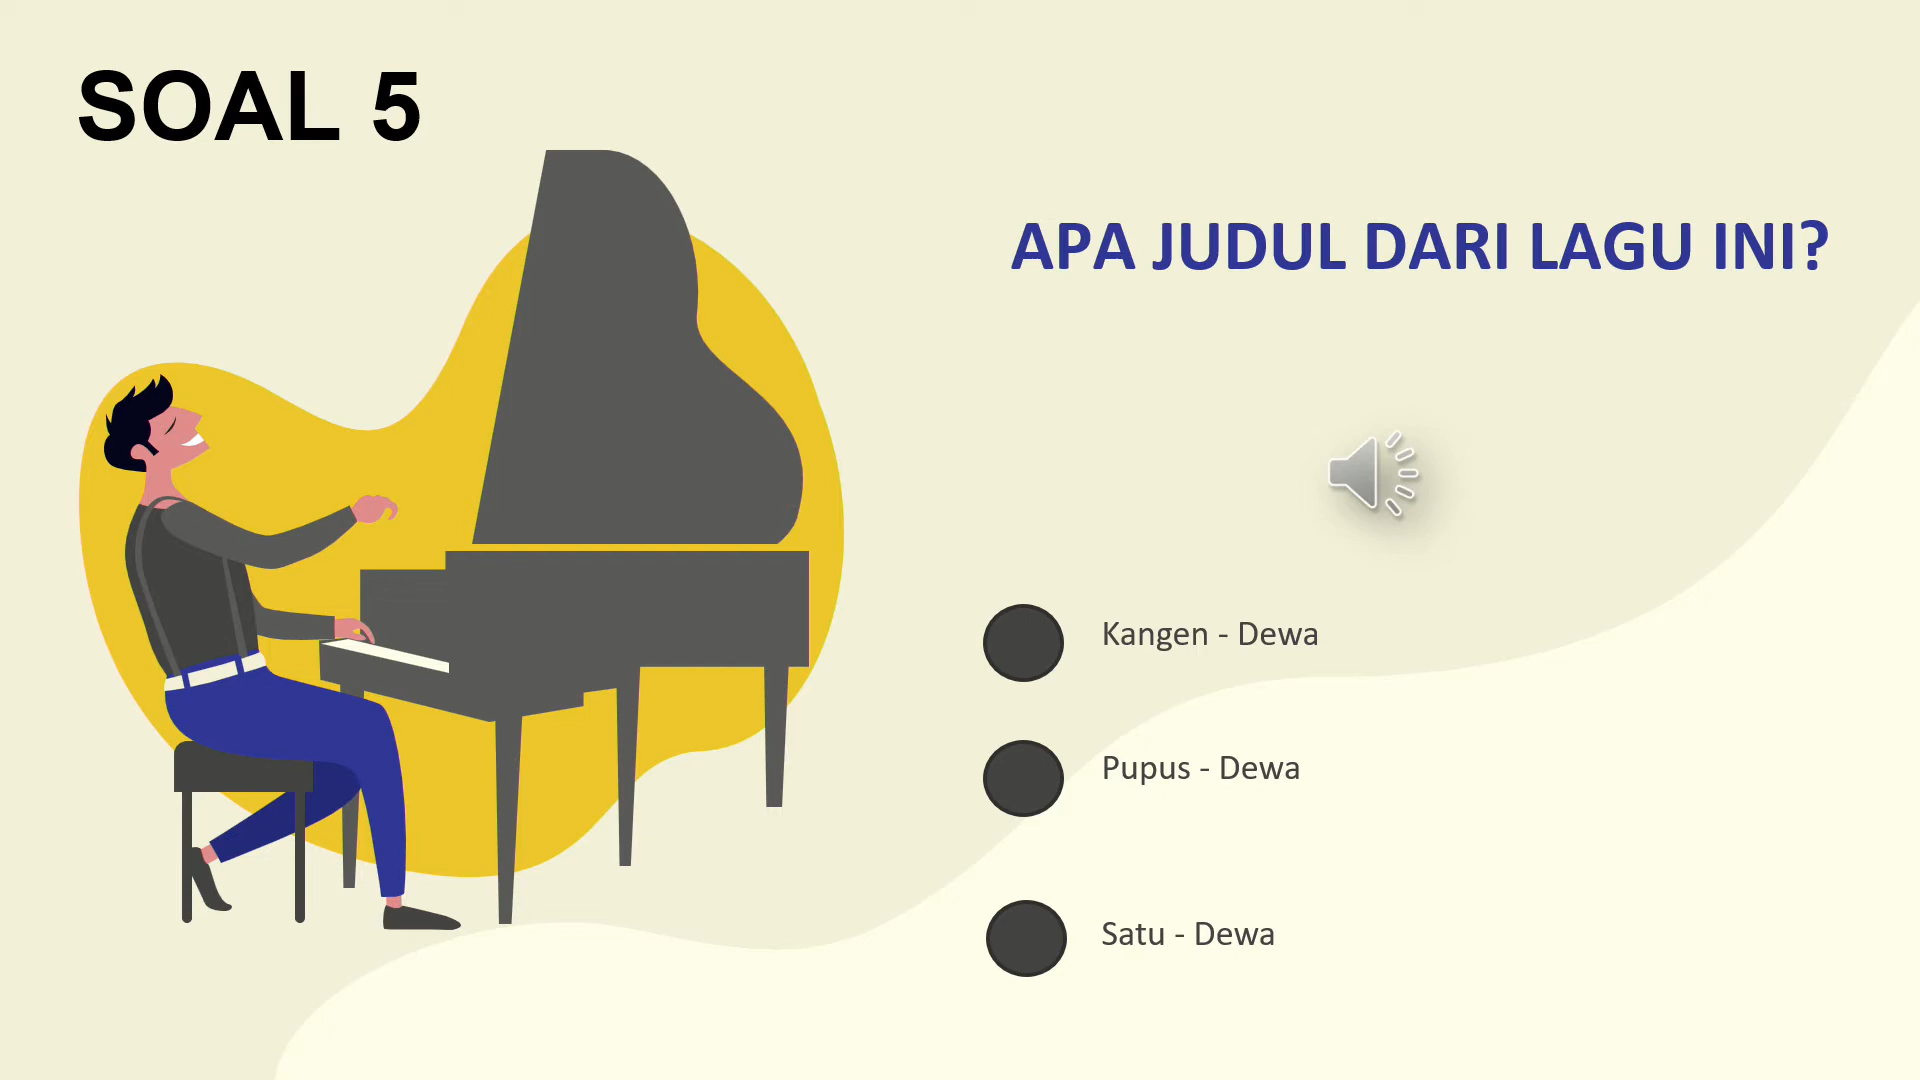 SOAL 5
APA JUDUL DARI LAGU INI?
Kangen - Dewa
Pupus - Dewa
Satu - Dewa